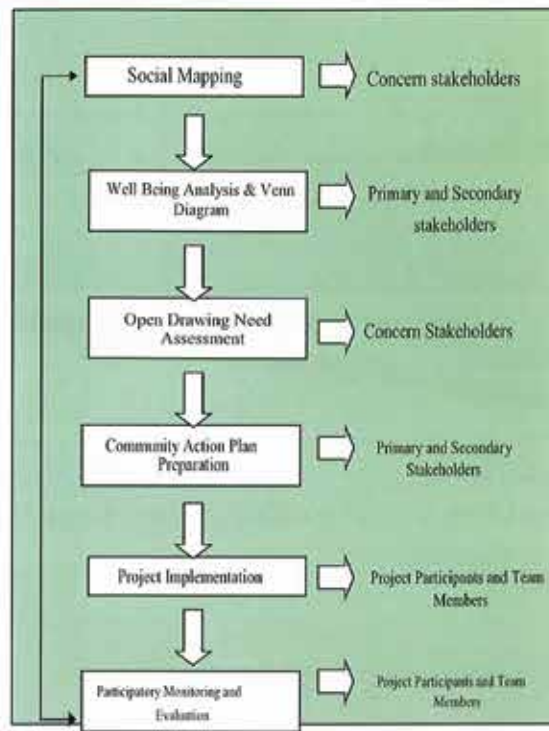 Social Mapping
Concern stakeholders
Well Being Analysis & Venn
Diagram
Primary and Secondary
stakeholders
Open Drawing Need
Assessment
Concern Stakeholders
Community Action Plan
Preparation
Primary and Secondary
Stakeholders
Project Implementation
Project Participants and Team
Members
Participatory Monitoring and
Evaluation
Project Participants and Team
Members